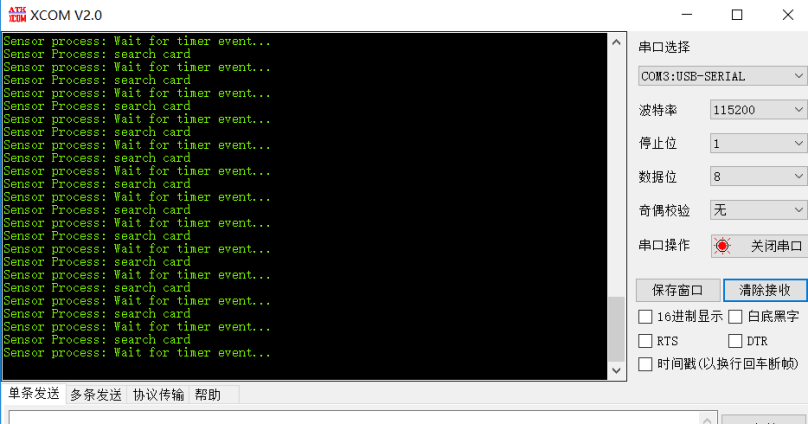 ATK XCOM XCOM V2.0
Sensor process: Wait for timer event...
Sensor Process: search card
Sensor process: Wait for timer event...
Sensor Process: search card
Sensor process: Wait for timer event...
Sensor Process: search card
Sensor process: Wait for timer event...
Sensor Process: search card
Sensor process: Wait for timer event...
Sensor Process: search card
Sensor process: Wait for timer event...
Sensor Process: search card
Sensor process: Wait for timer event...
Sensor Process: search card
Sensor process: Wait for timer event...
Sensor Process: search card
Sensor process: Wait for timer event...
Sensor Process: search card
Sensor process: Wait for timer event...
Sensor Process: search card
Sensor process: Wait for timer event...
Sensor Process: search card
Sensor process: Wait for timer event...
Sensor Process: search card
Sensor process: Wait for timer event...
串口选择
COM3:USB-SERIAL
波特率 115200
停止位 1
数据位 8
奇偶校验 无
串口操作 关闭串口
保存窗口 清除接收
16进制显示 白底黑字
RTS DTR
时间戳(以换行回车断帧)
单条发送 多条发送 协议传输 帮助